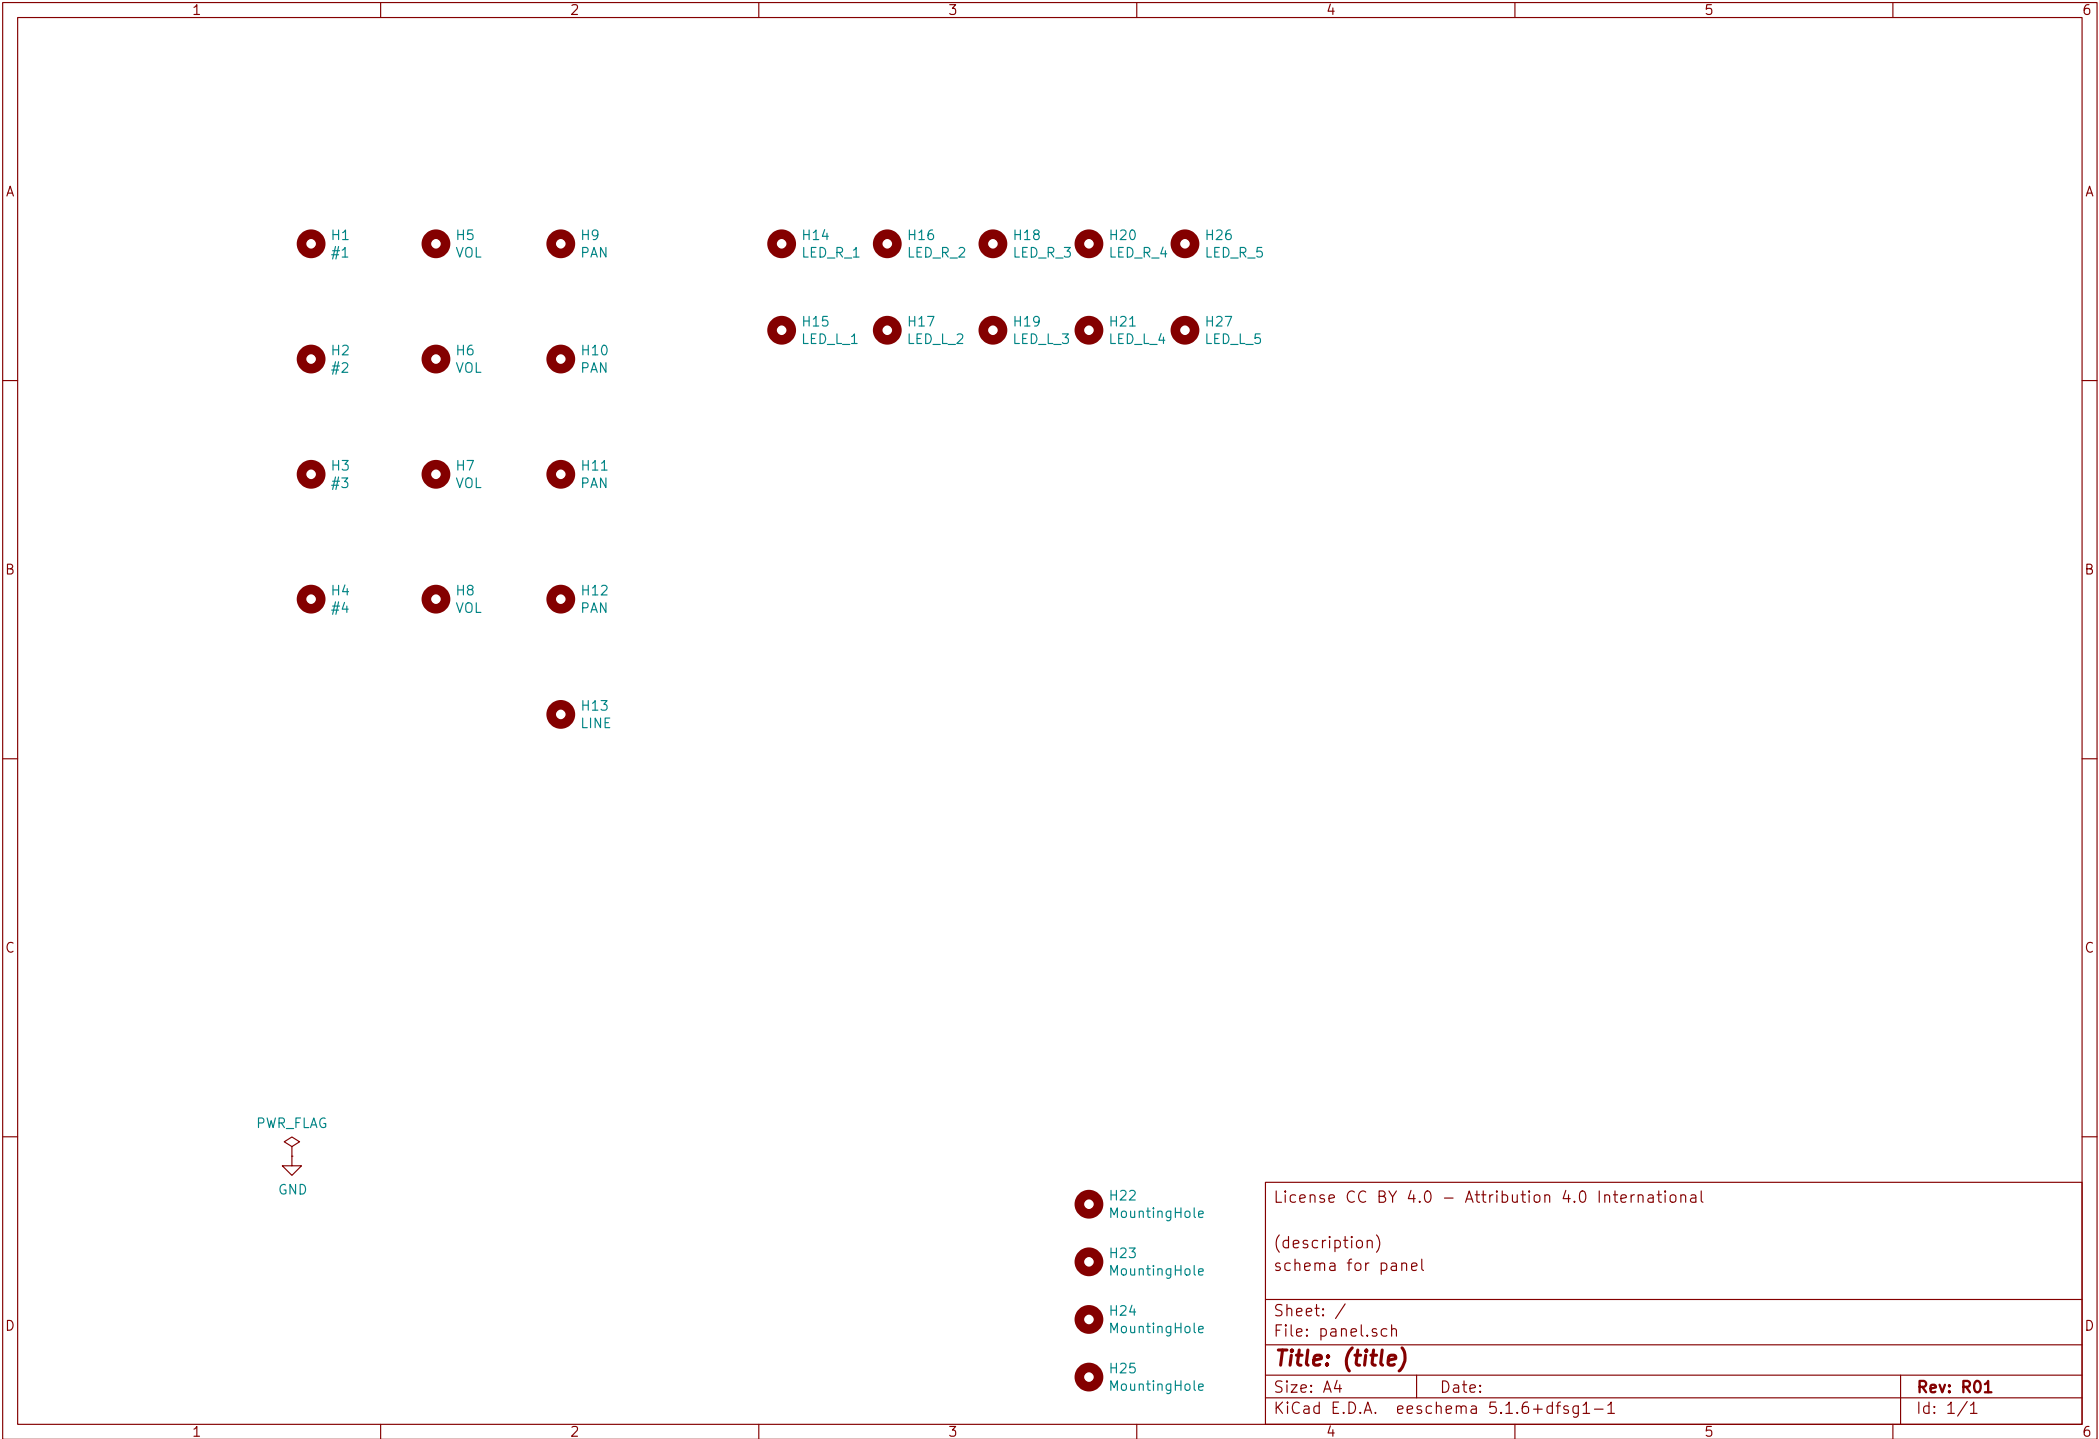 1 2 3 4 5 6
A A
H1 H5 H9 H14 H16 H18 H20 H26
#1 VOL PAN LED_R_1 LED_R_2 LED_R_3 LED_R_4 LED_R_5
H15 H17 H19 H21 H27
LED_L_1 LED_L_2 LED_L_3 LED_L_4 LED_L_5
H2 H6 H10
#2 VOL PAN
H3 H7 H11
#3 VOL PAN
B B
H4 H8 H12
#4 VOL PAN
H13
LINE
C C
PWR_FLAG
GND
H22
MountingHole
H23
MountingHole
H24
MountingHole
H25
MountingHole
License CC BY 4.0 - Attribution 4.0 International
(description)
schema for panel
Sheet: /
File: panel.sch
D D
Title: (title)
Size: A4 Date: Rev: R01
KiCad E.D.A. eeschema 5.1.6+dfsg1-1 Id: 1/1
1 2 3 4 5 6